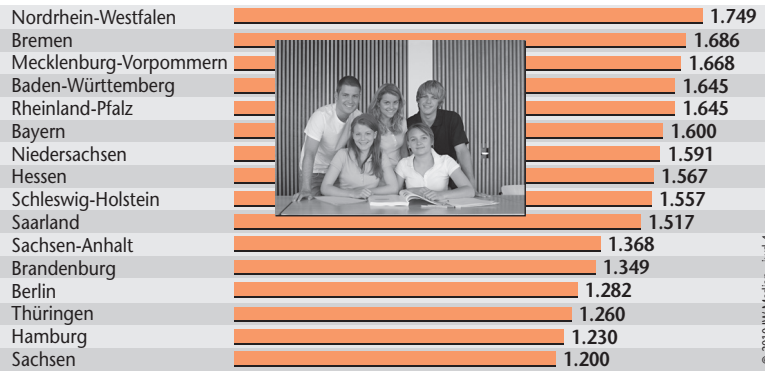 Nordrhein-Westfalen 1.749
Bremen 1.686
Mecklenburg-Vorpommern 1.668
Baden-Württemberg 1.645
Rheinland-Pfalz 1.645
Bayern 1.600
Niedersachsen 1.591
Hessen 1.567
Schleswig-Holstein 1.557
Saarland 1.517
Sachsen-Anhalt 1.368
Brandenburg 1.349
Berlin 1.282
Thüringen 1.260
Hamburg 1.230
Sachsen 1.200